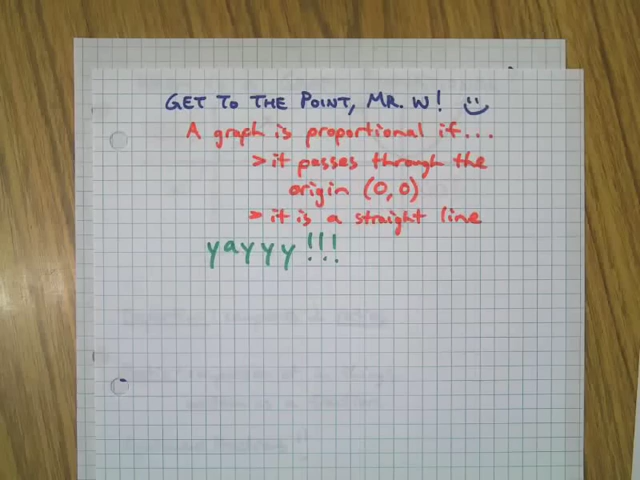 GET TO THE POINT, MR. W! :)
A graph is proportional if...
> it passes through the
origin (0,0)
> it is a straight line
yayyy!!!